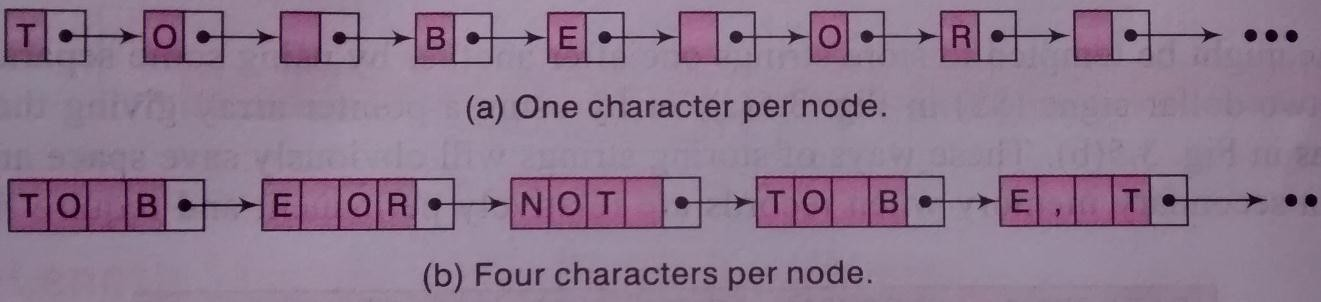 T O B E O R
(a) One character per node.
T O B E O R N O T T O B E , T
(b) Four characters per node.